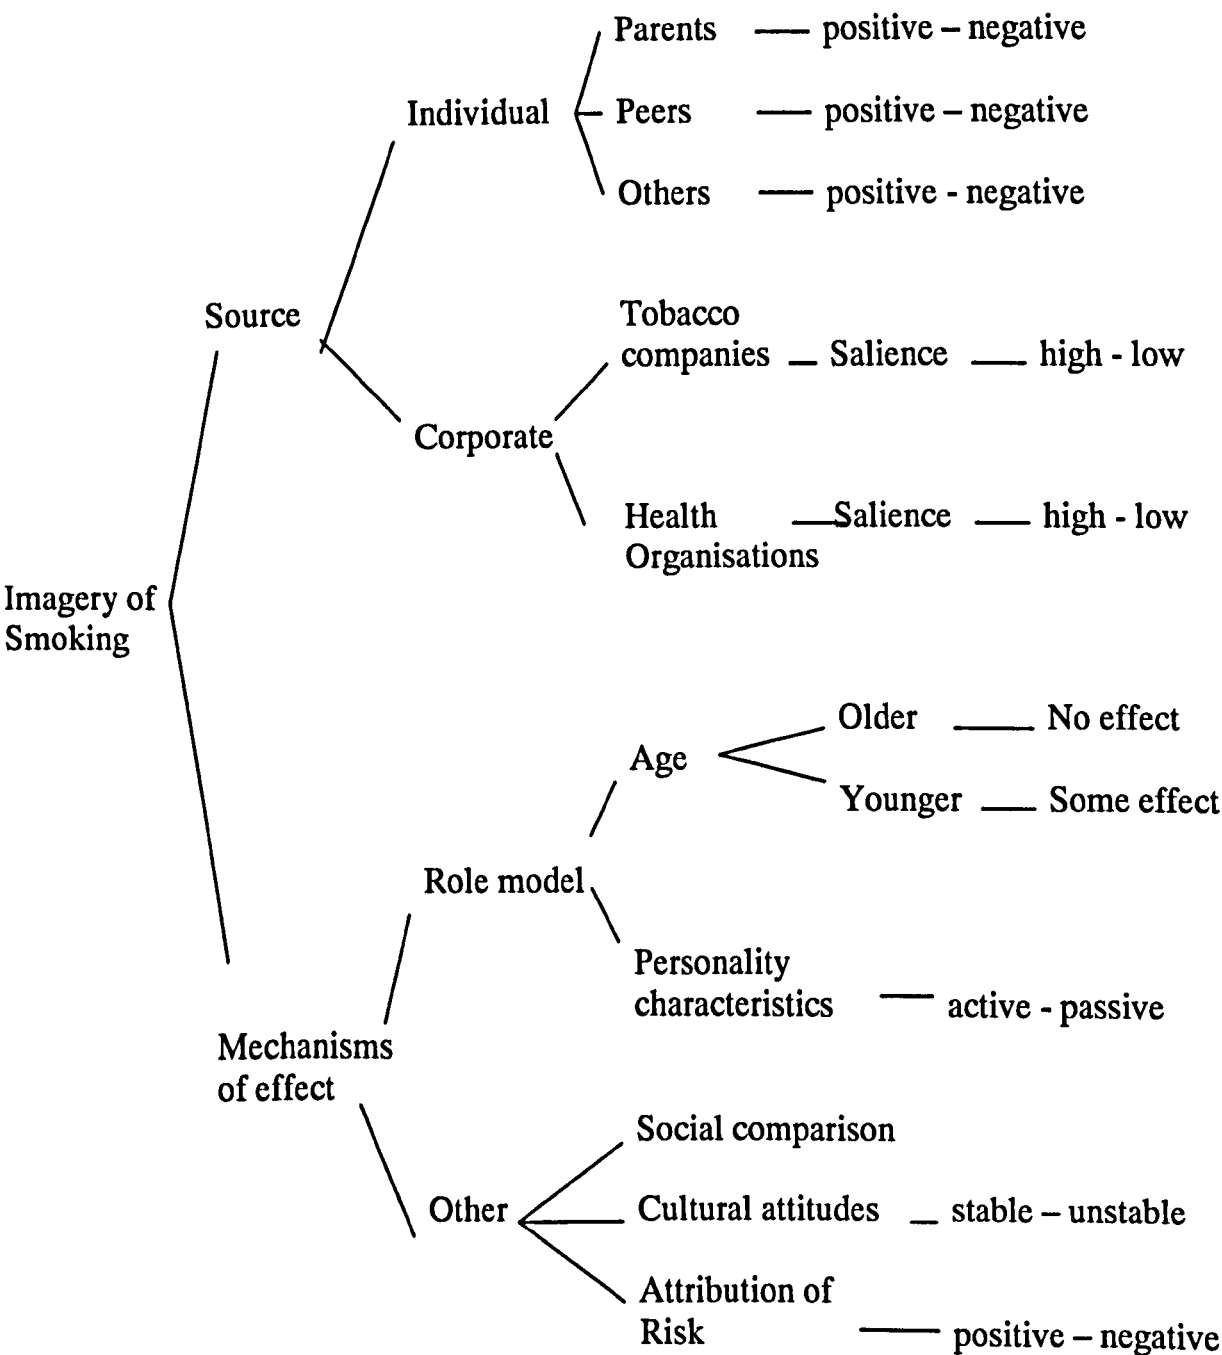 Parents — positive – negative
Individual – Peers — positive – negative
Others — positive - negative
Source
Tobacco
companies – Salience — high - low
Corporate
Health —Salience — high - low
Organisations
Imagery of
Smoking
Older — No effect
Age
Younger — Some effect
Role model
Personality
characteristics — active - passive
Mechanisms
of effect
Social comparison
Other — Cultural attitudes – stable – unstable
Attribution of
Risk — positive – negative